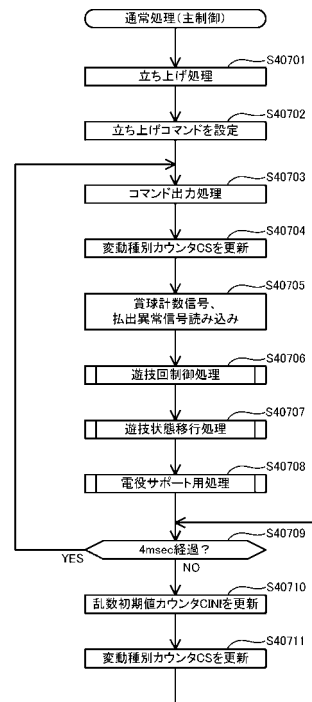 通常処理(主制御)
S40701
立ち上げ処理
S40702
立ち上げコマンドを設定
S40703
コマンド出力処理
S40704
変動種別カウンタCSを更新
S40705
賞球計数信号、
払出異常信号読み込み
S40706
遊技回制御処理
S40707
遊技状態移行処理
S40708
電役サポート用処理
S40709
4msec経過?
YES
NO
S40710
乱数初期値カウンタCINIを更新
S40711
変動種別カウンタCSを更新